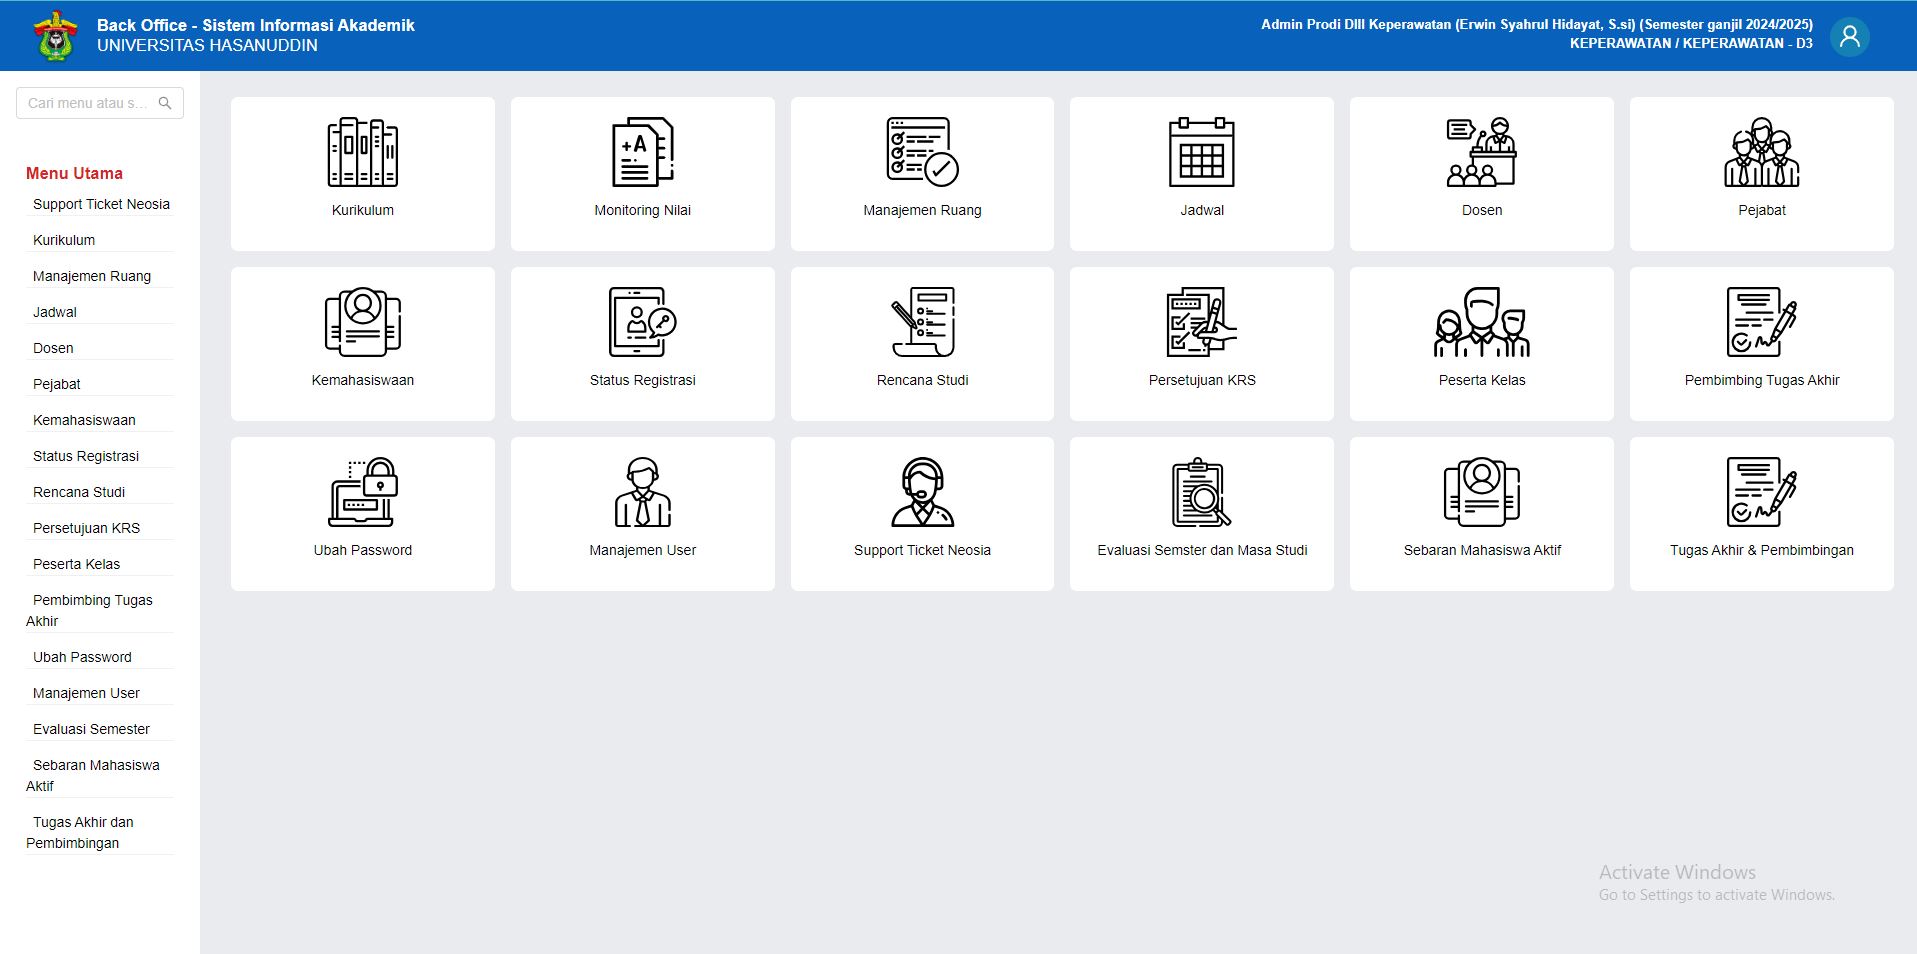 Back Office - Sistem Informasi Akademik
UNIVERSITAS HASANUDDIN
Admin Prodi DIII Keperawatan (Erwin Syahrul Hidayat, S.si) (Semester ganjil 2024/2025)
KEPERAWATAN / KEPERAWATAN - D3
Cari menu atau s...
Menu Utama
Support Ticket Neosia
Kurikulum
Manajemen Ruang
Jadwal
Dosen
Pejabat
Kemahasiswaan
Status Registrasi
Rencana Studi
Persetujuan KRS
Peserta Kelas
Pembimbing Tugas
Akhir
Ubah Password
Manajemen User
Evaluasi Semester
Sebaran Mahasiswa
Aktif
Tugas Akhir dan
Pembimbingan
Kurikulum
+A
Monitoring Nilai
Manajemen Ruang
Jadwal
Dosen
Pejabat
Kemahasiswaan
Status Registrasi
Rencana Studi
Persetujuan KRS
Peserta Kelas
Pembimbing Tugas Akhir
Ubah Password
Manajemen User
Support Ticket Neosia
Evaluasi Semster dan Masa Studi
Sebaran Mahasiswa Aktif
Tugas Akhir & Pembimbingan
Activate Windows
Go to Settings to activate Windows.